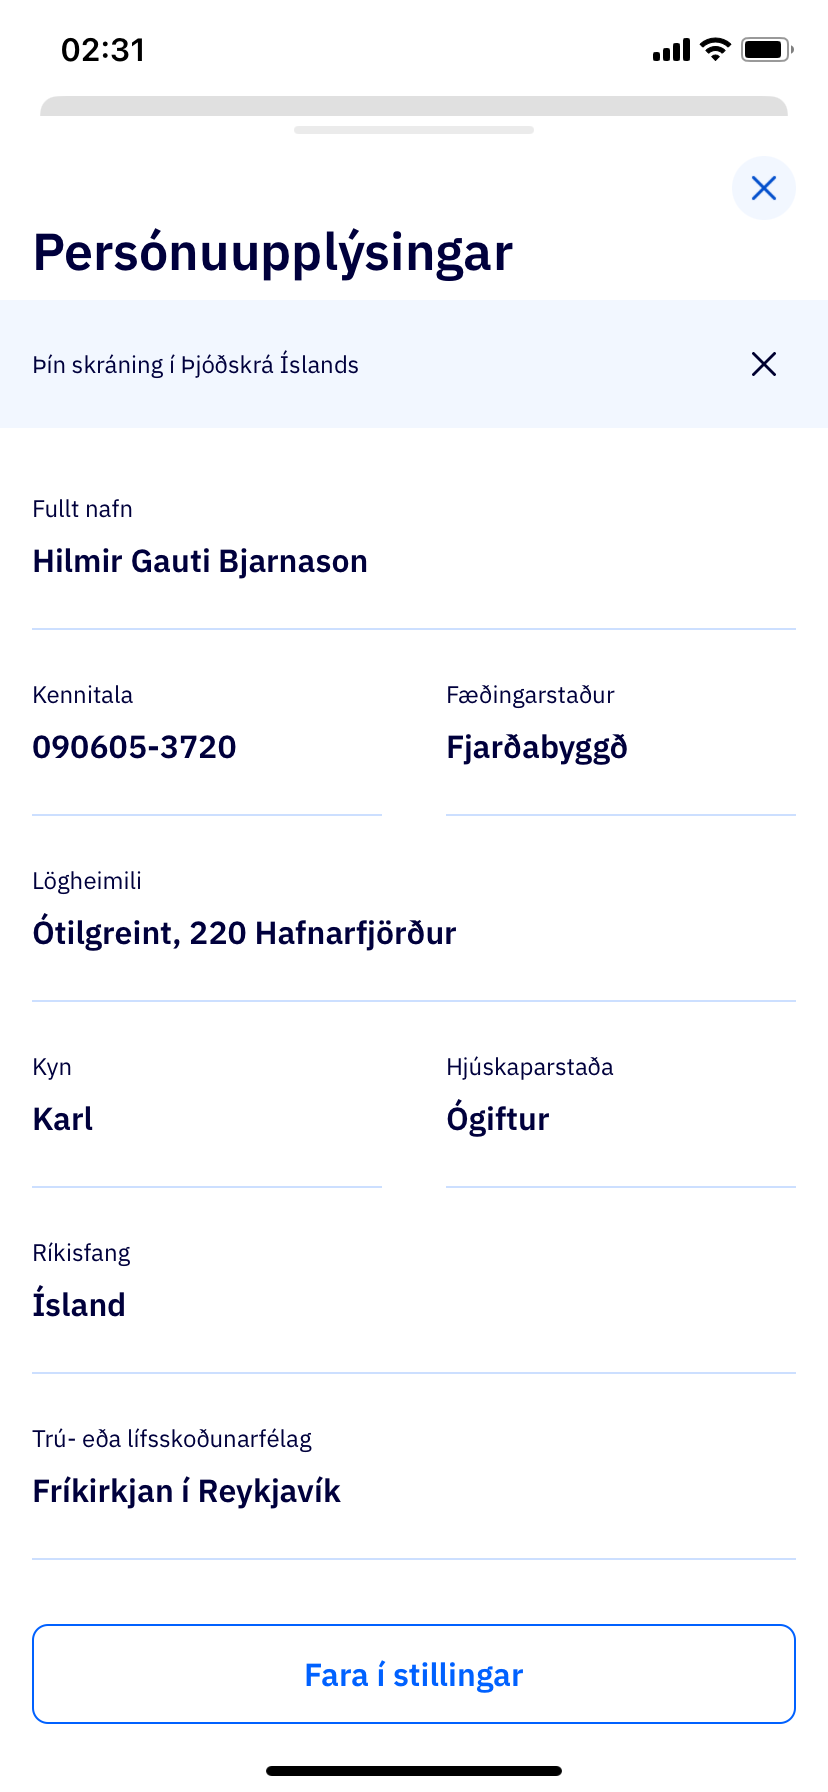 02:31
Persónuupplýsingar
Þín skráning í Þjóðskrá Íslands
Fullt nafn
Hilmir Gauti Bjarnason
Kennitala
090605-3720
Fæðingarstaður
Fjarðabyggð
Lögheimili
Ótilgreint, 220 Hafnarfjörður
Kyn
Karl
Hjúskaparstaða
Ógiftur
Ríkisfang
Ísland
Trú- eða lífsskoðunarfélag
Fríkirkjan í Reykjavík
Fara í stillingar